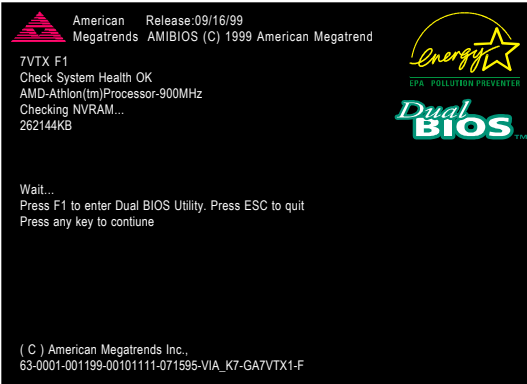 American Release:09/16/99
Megatrends AMIBIOS (C) 1999 American Megatrend
energy
EPA POLLUTION PREVENTER
7VTX F1
Check System Health OK
AMD-Athlon(tm)Processor-900MHz
Checking NVRAM...
262144KB
Dual
BIOS TM
Wait...
Press F1 to enter Dual BIOS Utility. Press ESC to quit
Press any key to contiune
( C ) American Megatrends Inc.,
63-0001-001199-00101111-071595-VIA_K7-GA7VTX1-F